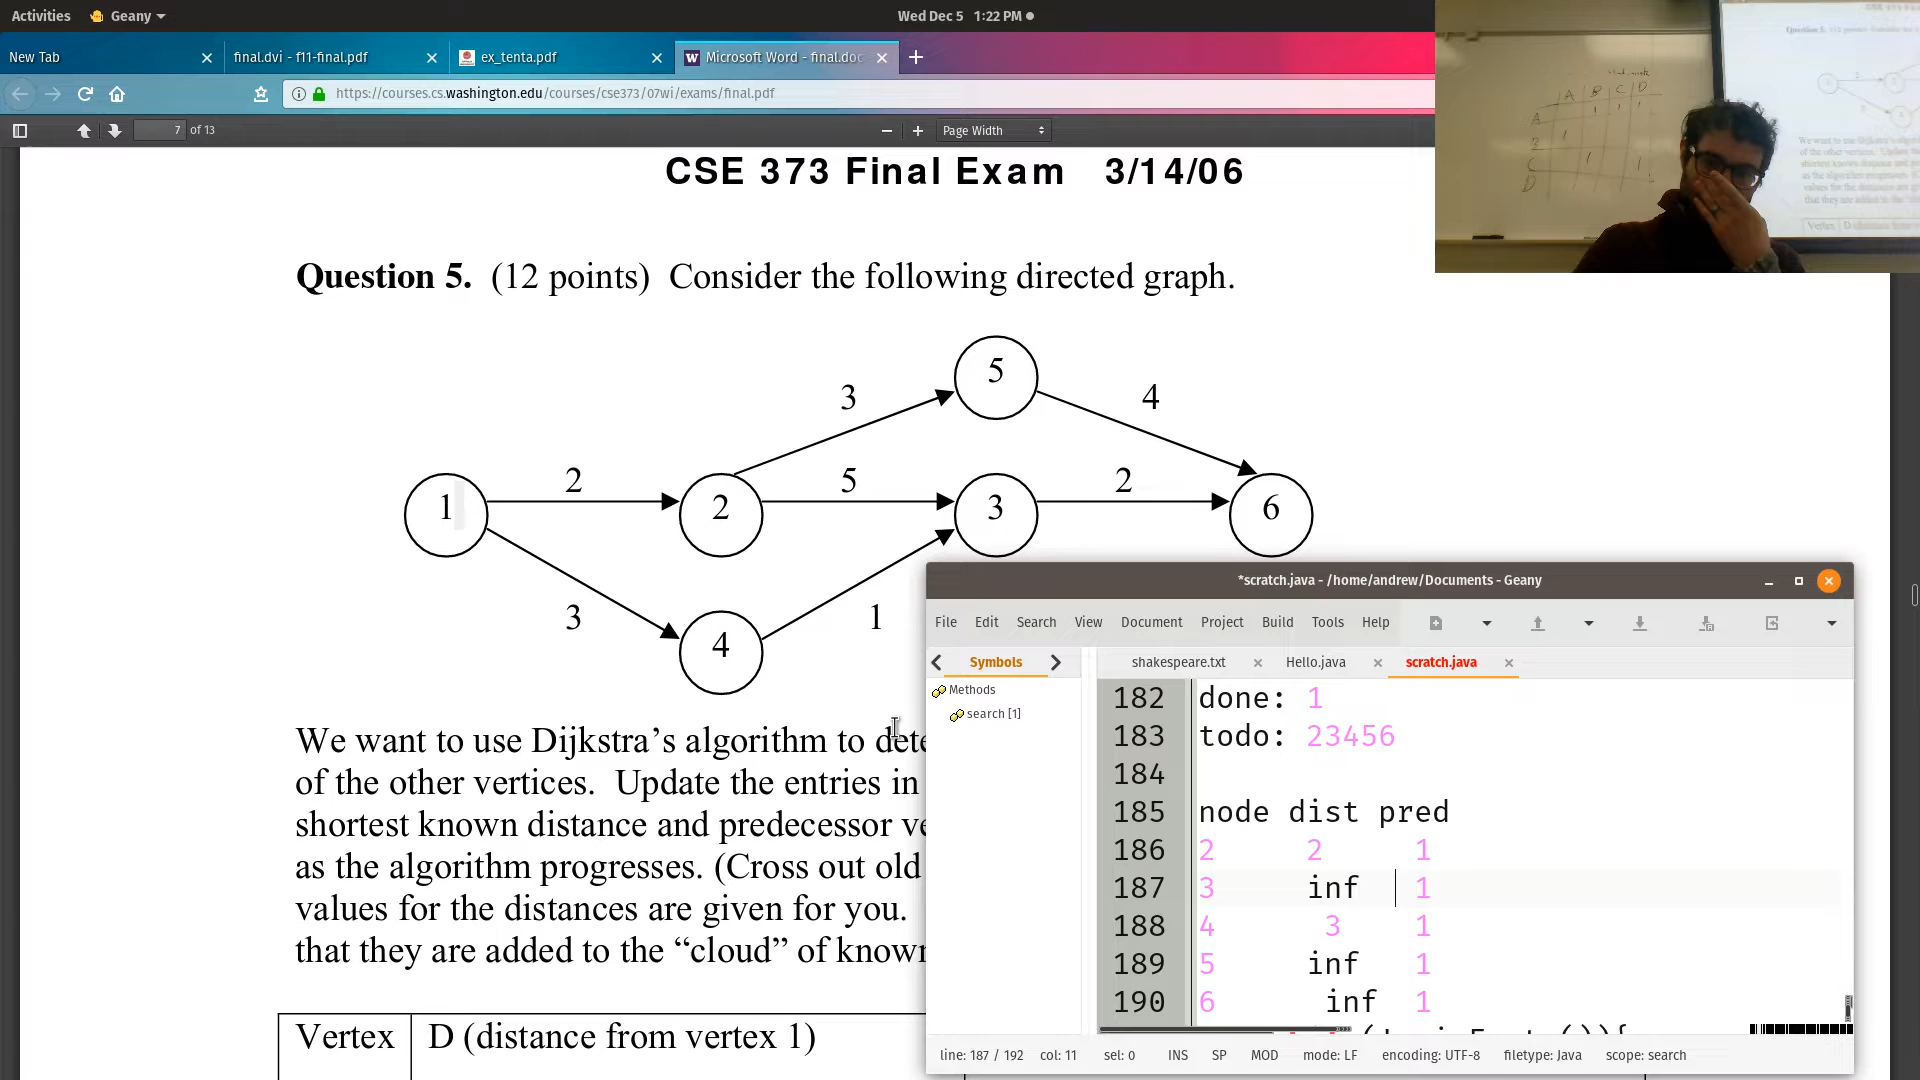 Activities Geany Wed Dec 5 1:22 PM
New Tab final.dvi - f11-final.pdf ex_tenta.pdf Microsoft Word - final.doc
https://courses.cs.washington.edu/courses/cse373/07wi/exams/final.pdf
7 of 13 Page Width
CSE 373 Final Exam 3/14/06
Question 5. (12 points) Consider the following directed graph.
5
3 4
2 5 2
1 2 3 6
3 1
4
We want to use Dijkstra's algorithm to dete
of the other vertices. Update the entries in
shortest known distance and predecessor ve
as the algorithm progresses. (Cross out old
values for the distances are given for you.
that they are added to the “cloud” of known
Vertex D (distance from vertex 1)
*scratch.java - /home/andrew/Documents - Geany
File Edit Search View Document Project Build Tools Help
Symbols shakespeare.txt Hello.java scratch.java
Methods
search [1]
182 done: 1
183 todo: 23456
184
185 node dist pred
186 2 2 1
187 3 inf 1
188 4 3 1
189 5 inf 1
190 6 inf 1
line: 187 / 192 col: 11 sel: 0 INS SP MOD mode: LF encoding: UTF-8 filetype: Java scope: search
A B C D
A 1 1 1
B 1
C 1 1
D